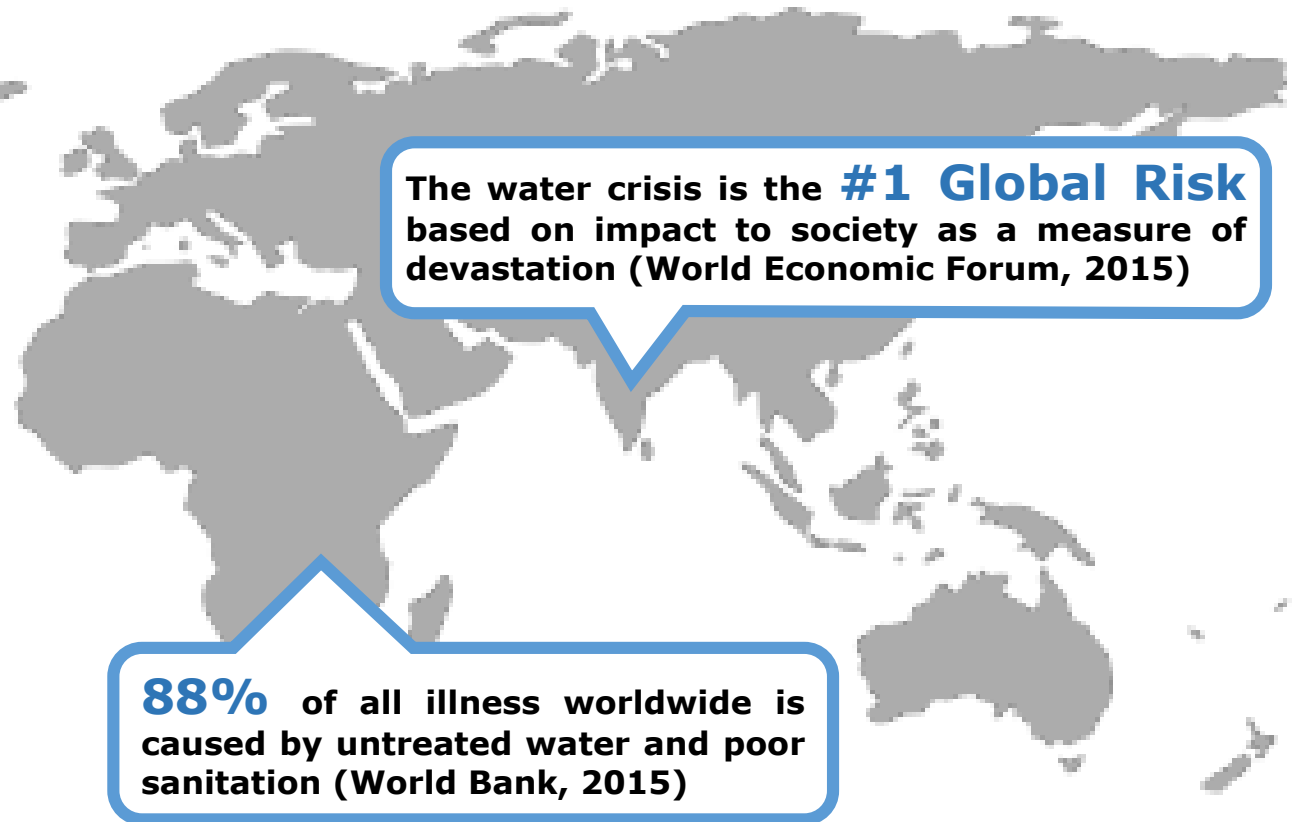 The water crisis is the #1 Global Risk
based on impact to society as a measure of
devastation (World Economic Forum, 2015)
88% of all illness worldwide is
caused by untreated water and poor
sanitation (World Bank, 2015)